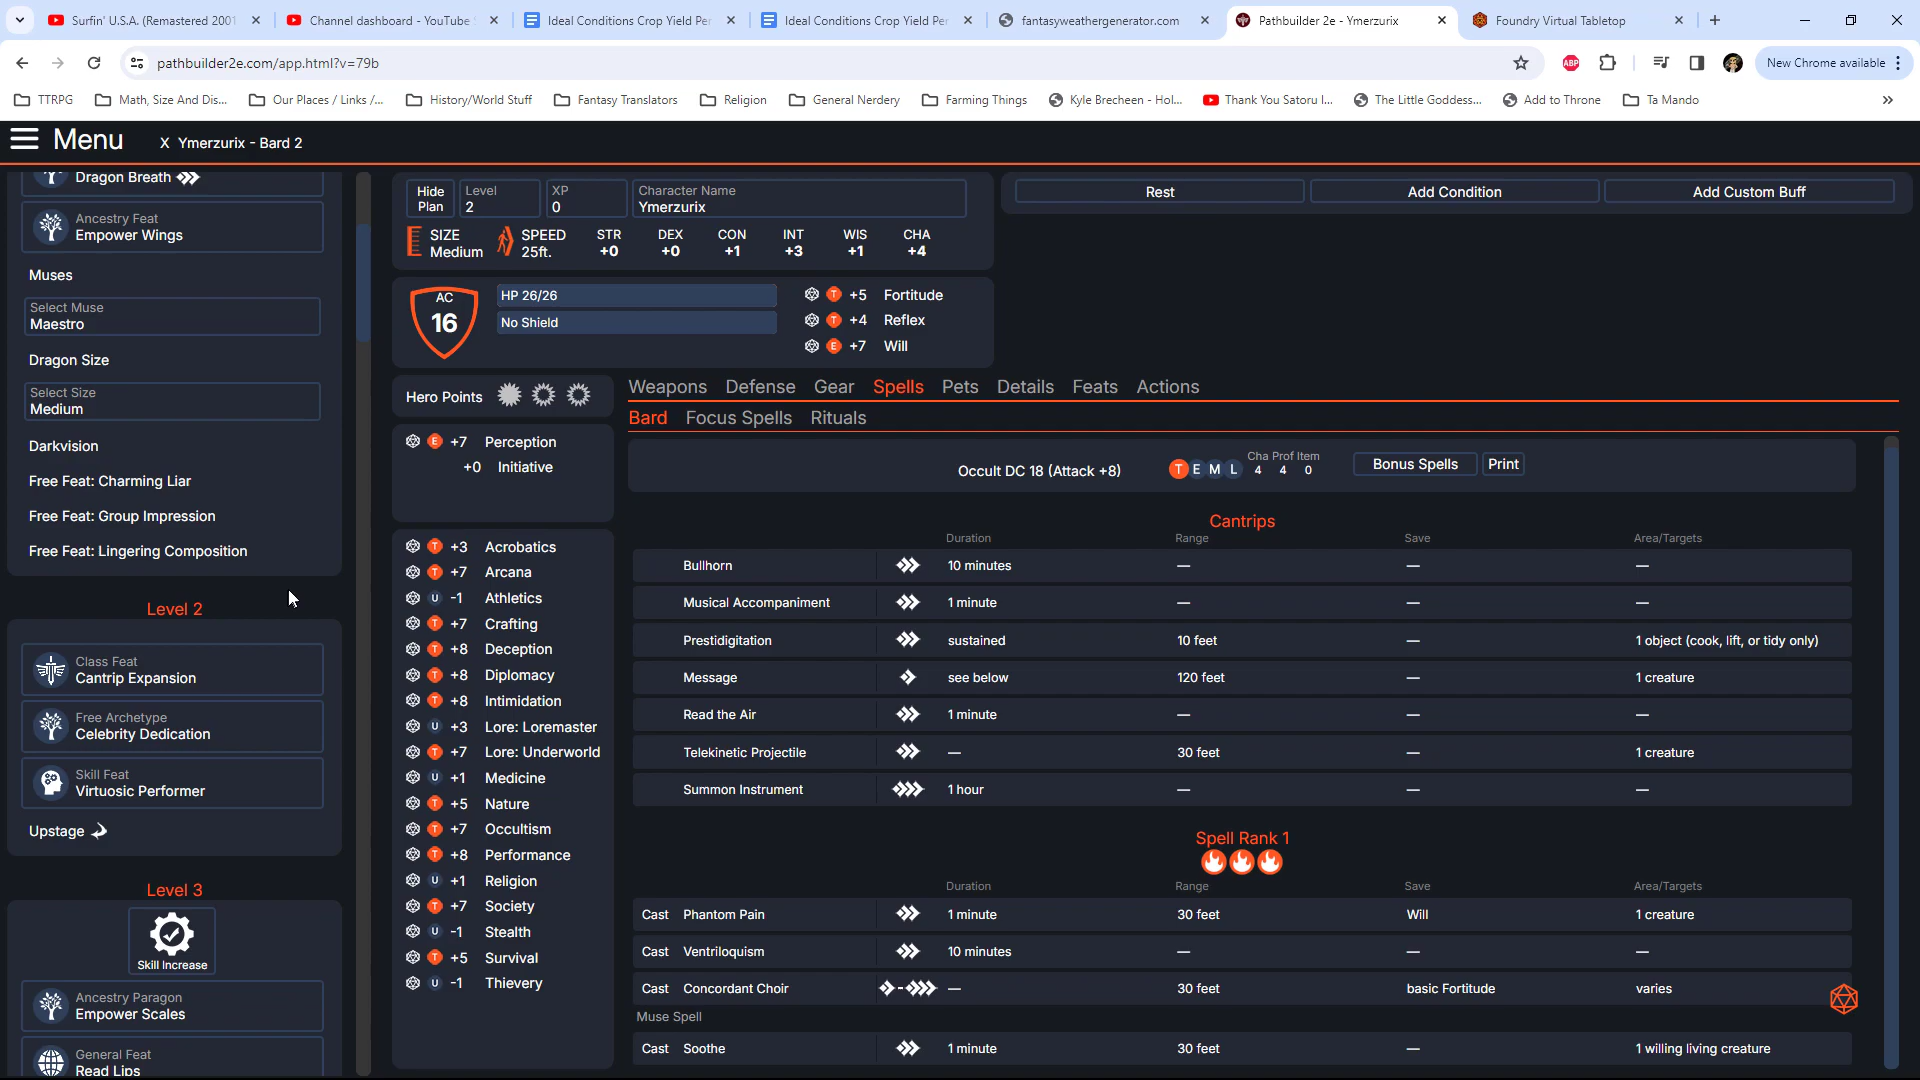 Surfin' U.S.A. (Remastered 2001
Channel dashboard - YouTube S
Ideal Conditions Crop Yield Per
Ideal Conditions Crop Yield Per
fantasyweathergenerator.com
Pathbuilder 2e - Ymerzurix
Foundry Virtual Tabletop
pathbuilder2e.com/app.html?v=79b
ABP
New Chrome available
TTRPG
Math, Size And Dis...
Our Places / Links /...
History/World Stuff
Fantasy Translators
Religion
General Nerdery
Farming Things
Kyle Brecheen - Hol...
Thank You Satoru I...
The Little Goddess...
Add to Throne
Ta Mando
Menu
X Ymerzurix - Bard 2
Dragon Breath
Ancestry Feat
Empower Wings
Muses
Select Muse
Maestro
Dragon Size
Select Size
Medium
Darkvision
Free Feat: Charming Liar
Free Feat: Group Impression
Free Feat: Lingering Composition
Level 2
Class Feat
Cantrip Expansion
Free Archetype
Celebrity Dedication
Skill Feat
Virtuosic Performer
Upstage
Level 3
Skill Increase
Ancestry Paragon
Empower Scales
General Feat
Read Lips
Hide Plan
Level
2
XP
0
Character Name
Ymerzurix
SIZE
Medium
SPEED
25ft.
STR
+0
DEX
+0
CON
+1
INT
+3
WIS
+1
CHA
+4
AC
16
HP 26/26
No Shield
T +5 Fortitude
T +4 Reflex
E +7 Will
Rest
Add Condition
Add Custom Buff
Hero Points
E +7 Perception
+0 Initiative
T +3 Acrobatics
T +7 Arcana
U -1 Athletics
T +7 Crafting
T +8 Deception
T +8 Diplomacy
T +8 Intimidation
U +3 Lore: Loremaster
T +7 Lore: Underworld
U +1 Medicine
T +5 Nature
T +7 Occultism
T +8 Performance
U +1 Religion
T +7 Society
U -1 Stealth
T +5 Survival
U -1 Thievery
Weapons Defense Gear Spells Pets Details Feats Actions
Bard Focus Spells Rituals
Occult DC 18 (Attack +8)
T E M L
Cha Prof Item
4 4 0
Bonus Spells
Print
Cantrips
Duration Range Save Area/Targets
Bullhorn 10 minutes — — —
Musical Accompaniment 1 minute — — —
Prestidigitation sustained 10 feet — 1 object (cook, lift, or tidy only)
Message see below 120 feet — 1 creature
Read the Air 1 minute — — —
Telekinetic Projectile — 30 feet — 1 creature
Summon Instrument 1 hour — — —
Spell Rank 1
Duration Range Save Area/Targets
Cast Phantom Pain 1 minute 30 feet Will 1 creature
Cast Ventriloquism 10 minutes — — —
Cast Concordant Choir - — 30 feet basic Fortitude varies
Muse Spell
Cast Soothe 1 minute 30 feet — 1 willing living creature